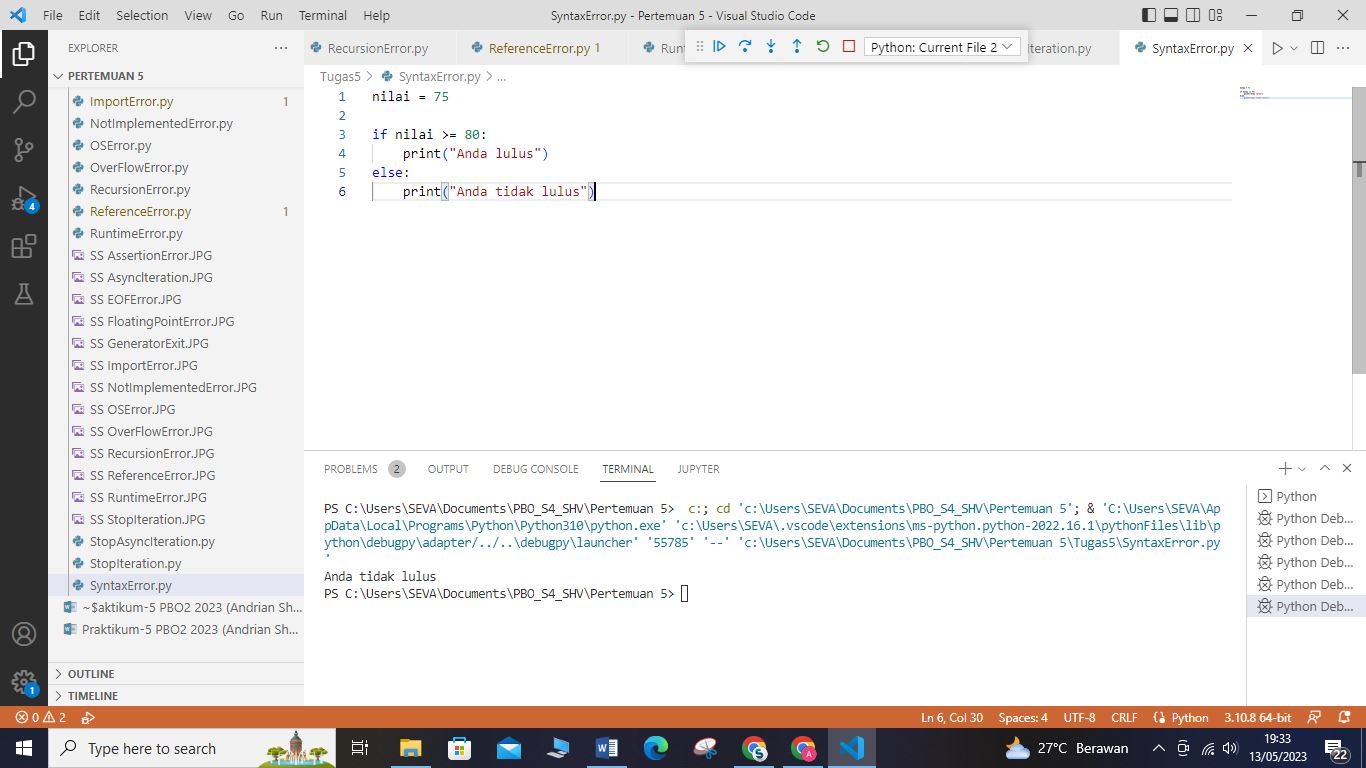 File Edit Selection View Go Run Terminal Help SyntaxError.py - Pertemuan 5 - Visual Studio Code
EXPLORER
PERTEMUAN 5
ImportError.py 1
NotImplementedError.py
OSError.py
OverFlowError.py
RecursionError.py
ReferenceError.py 1
RuntimeError.py
SS AssertionError.JPG
SS AsyncIteration.JPG
SS EOFError.JPG
SS FloatingPointError.JPG
SS GeneratorExit.JPG
SS ImportError.JPG
SS NotImplementedError.JPG
SS OSError.JPG
SS OverFlowError.JPG
SS RecursionError.JPG
SS ReferenceError.JPG
SS RuntimeError.JPG
SS StopIteration.JPG
StopAsyncIteration.py
StopIteration.py
SyntaxError.py
~$aktikum-5 PBO2 2023 (Andrian Sh...
Praktikum-5 PBO2 2023 (Andrian Sh...
OUTLINE
TIMELINE
4
1
RecursionError.py ReferenceError.py 1 Runt Python: Current File 2 Iteration.py SyntaxError.py
Tugas5 > SyntaxError.py > ...
1 nilai = 75
2
3 if nilai >= 80:
4 print("Anda lulus")
5 else:
6 print("Anda tidak lulus")
PROBLEMS 2 OUTPUT DEBUG CONSOLE TERMINAL JUPYTER
PS C:\Users\SEVA\Documents\PBO_S4_SHV\Pertemuan 5> c:; cd 'c:\Users\SEVA\Documents\PBO_S4_SHV\Pertemuan 5'; & 'C:\Users\SEVA\Ap
pData\Local\Programs\Python\Python310\python.exe' 'c:\Users\SEVA\.vscode\extensions\ms-python.python-2022.16.1\pythonFiles\lib\p
ython\debugpy\adapter/../..\debugpy\launcher' '55785' '--' 'c:\Users\SEVA\Documents\PBO_S4_SHV\Pertemuan 5\Tugas5\SyntaxError.py
'
Anda tidak lulus
PS C:\Users\SEVA\Documents\PBO_S4_SHV\Pertemuan 5>
Python
Python Deb...
Python Deb...
Python Deb...
Python Deb...
Python Deb...
0 2 Ln 6, Col 30 Spaces: 4 UTF-8 CRLF Python 3.10.8 64-bit
Type here to search 27°C Berawan 19:33
13/05/2023 22